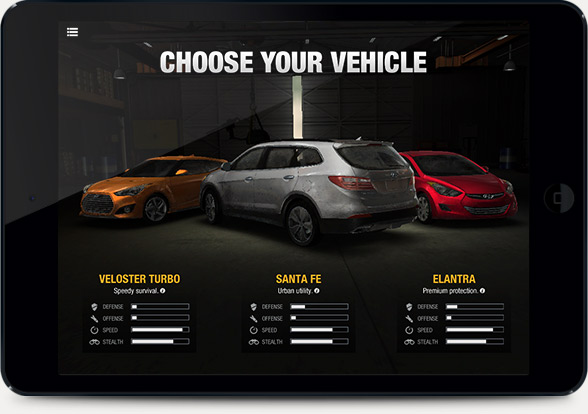 CHOOSE YOUR VEHICLE
VELOSTER TURBO
Speedy survival.
DEFENSE
OFFENSE
SPEED
STEALTH
SANTA FE
Urban utility.
DEFENSE
OFFENSE
SPEED
STEALTH
ELANTRA
Premium protection.
DEFENSE
OFFENSE
SPEED
STEALTH